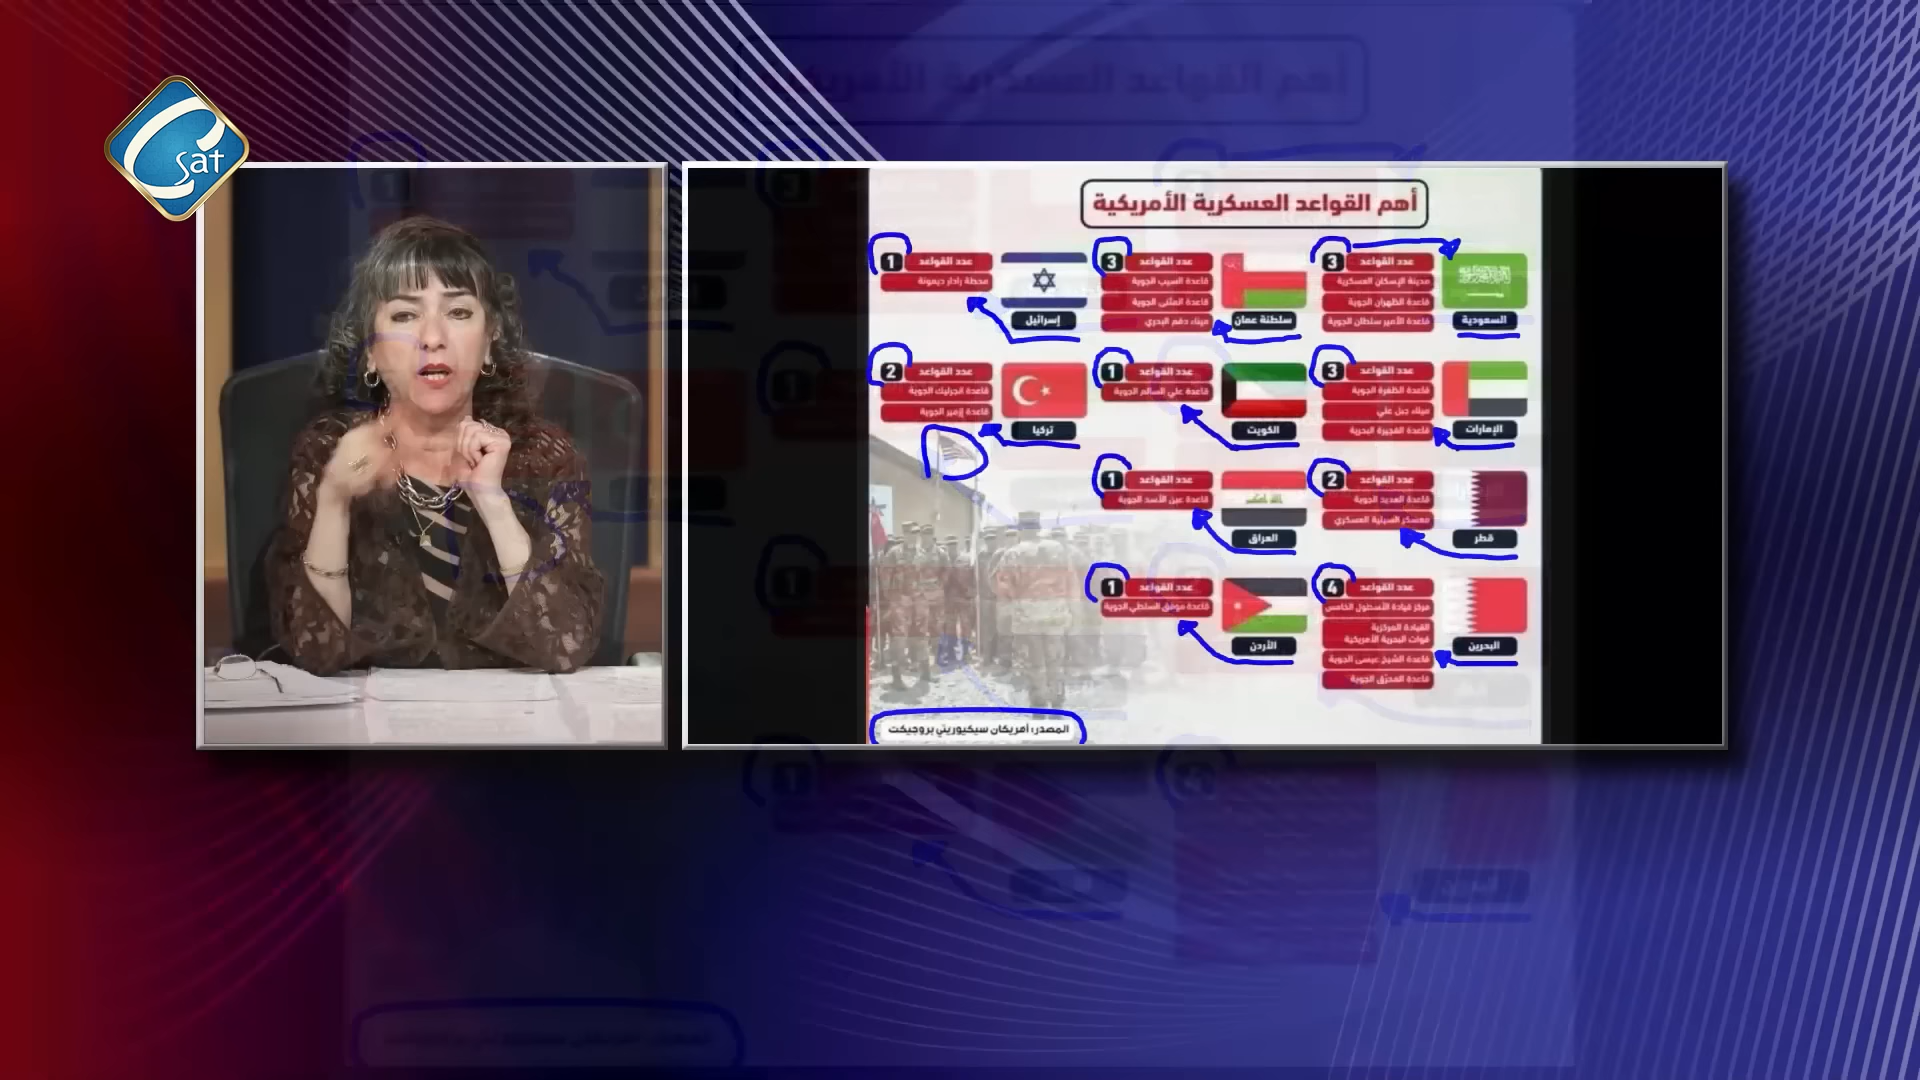 C Sat
أهم القواعد العسكرية الأمريكية
3 عدد القواعد
مدينة الإسكان العسكرية
قاعدة الظهران الجوية
قاعدة الأمير سلطان الجوية
السعودية
3 عدد القواعد
قاعدة السيب الجوية
قاعدة المثنى الجوية
ميناء دقم البحري
سلطنة عمان
1 عدد القواعد
محطة رادار ديمونة
إسرائيل
3 عدد القواعد
قاعدة الظفرة الجوية
ميناء جبل علي
قاعدة الفجيرة البحرية
الإمارات
1 عدد القواعد
قاعدة علي السالم الجوية
الكويت
2 عدد القواعد
قاعدة انجرليك الجوية
قاعدة إزمير الجوية
تركيا
2 عدد القواعد
قاعدة العديد الجوية
معسكر السيلية العسكري
قطر
1 عدد القواعد
قاعدة عين الأسد الجوية
العراق
4 عدد القواعد
مركز قيادة الأسطول الخامس
القيادة المركزية
قوات البحرية الأمريكية
قاعدة الشيخ عيسى الجوية
قاعدة المحرّق الجوية
البحرين
1 عدد القواعد
قاعدة موفق السلطي الجوية
الأردن
المصدر: أمريكان سيكيوريتي بروجيكت